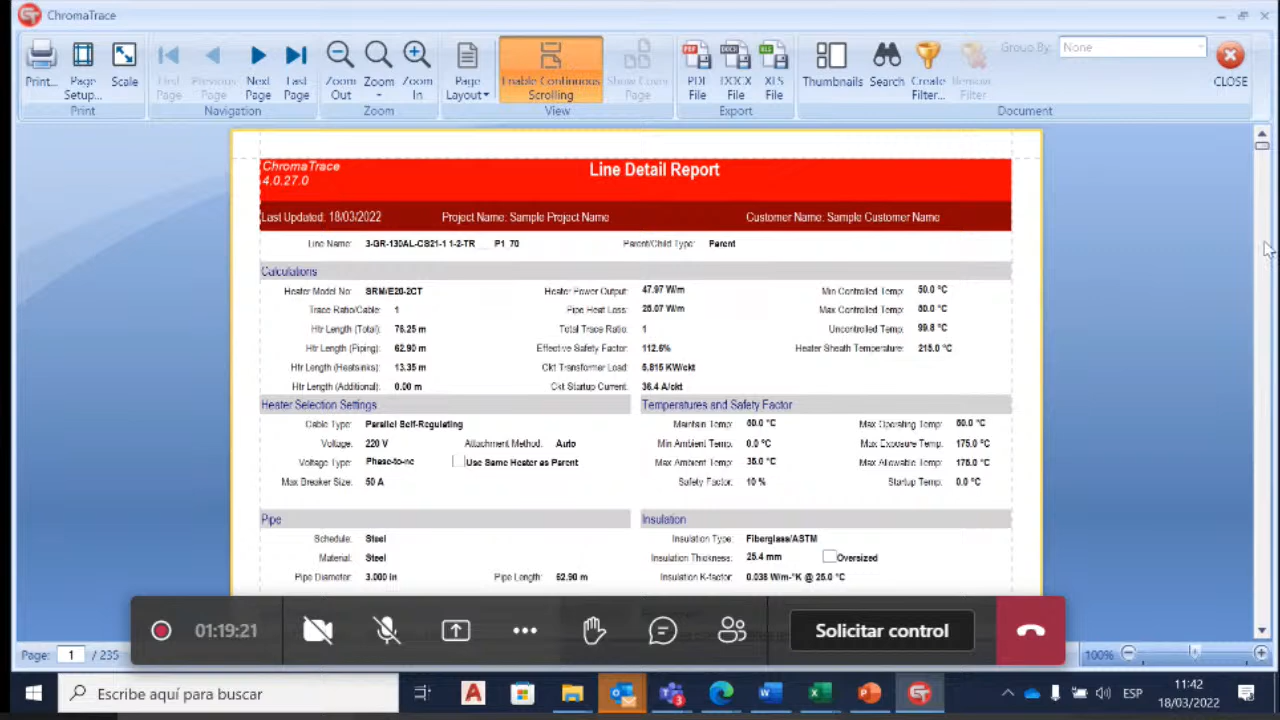 ChromaTrace
Print... Page Setup... Scale First Page Previous Page Next Page Last Page Zoom Out Zoom Zoom In Page Layout Enable Continuous Scrolling Show Cover Page PDF File DOCX File XLS File Thumbnails Search Create Filter... Remove Filter Group By: None CLOSE
Print Navigation Zoom View Export Document
ChromaTrace
4.0.27.0
Line Detail Report
Last Updated: 18/03/2022 Project Name: Sample Project Name Customer Name: Sample Customer Name
Line Name: 3-GR-130AL-CS21-1 1-2-TR P1 70 Parent/Child Type: Parent
Calculations
Heater Model No: SRM/E20-2CT Heater Power Output: 47.97 W/m Min Controlled Temp: 50.0 °C
Trace Ratio/Cable: 1 Pipe Heat Loss: 25.07 W/m Max Controlled Temp: 50.0 °C
Htr Length (Total): 76.25 m Total Trace Ratio: 1 Uncontrolled Temp: 99.8 °C
Htr Length (Piping): 62.90 m Effective Safety Factor: 112.6% Heater Sheath Temperature: 215.0 °C
Htr Length (Heatsinks): 13.35 m Ckt Transformer Load: 5.815 KW/ckt
Htr Length (Additional): 0.00 m Ckt Startup Current: 36.4 A/ckt
Heater Selection Settings Temperatures and Safety Factor
Cable Type: Parallel Self-Regulating Maintain Temp: 50.0 °C Max Operating Temp: 60.0 °C
Voltage: 220 V Attachment Method: Auto Min Ambient Temp: 0.0 °C Max Exposure Temp: 175.0 °C
Voltage Type: Phase-to-ne Use Same Heater as Parent Max Ambient Temp: 35.0 °C Max Allowable Temp: 175.0 °C
Max Breaker Size: 50 A Safety Factor: 10 % Startup Temp: 0.0 °C
Pipe Insulation
Schedule: Steel Insulation Type: Fiberglass/ASTM
Material: Steel Insulation Thickness: 25.4 mm Oversized
Pipe Diameter: 3.000 in Pipe Length: 62.90 m Insulation K-factor: 0.038 W/m-°K @ 25.0 °C
01:19:21 Solicitar control
Page: 1 / 235 100%
Escribe aquí para buscar ESP 11:42
18/03/2022